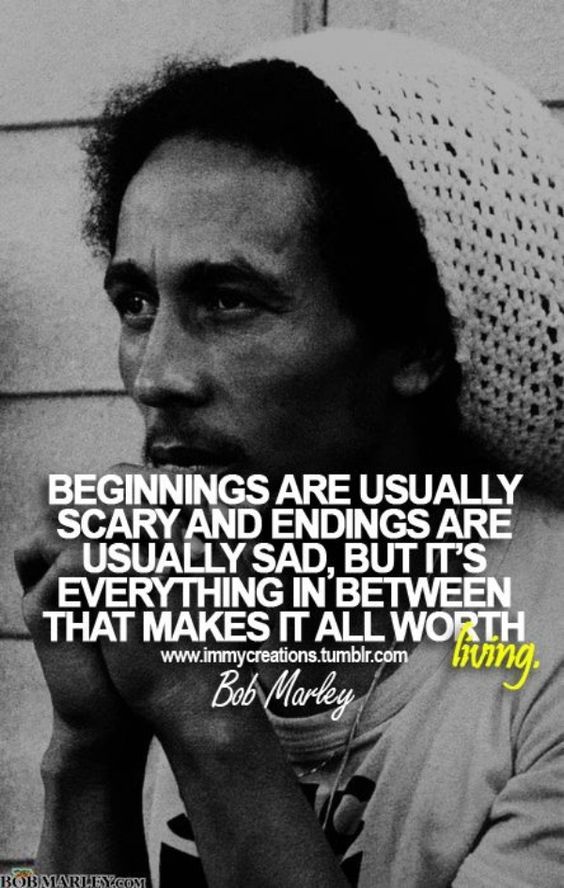 BEGINNINGS ARE USUALLY
SCARY AND ENDINGS ARE
USUALLY SAD, BUT IT'S
EVERYTHING IN BETWEEN
THAT MAKES IT ALL WORTH
living.
www.immycreations.tumblr.com
Bob Marley
BOBMARLEY.COM